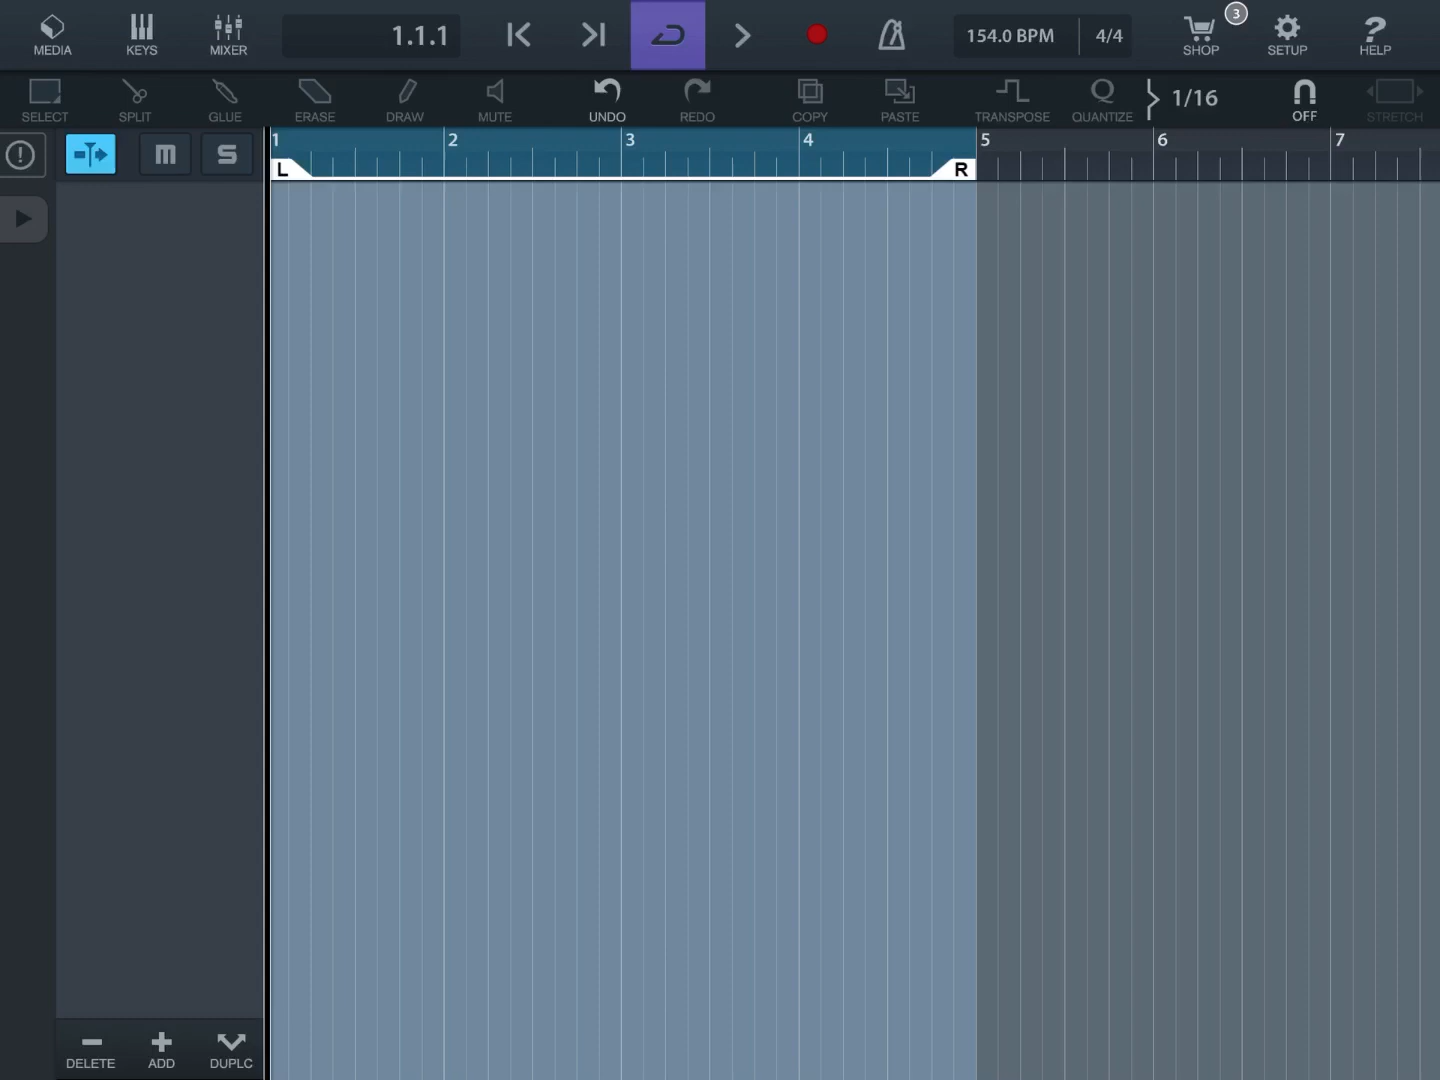 MEDIA KEYS MIXER 1.1.1 154.0 BPM 4/4 3 SHOP SETUP HELP
SELECT SPLIT GLUE ERASE DRAW MUTE UNDO REDO COPY PASTE TRANSPOSE Q QUANTIZE 1/16 OFF STRETCH
M S 1 2 3 4 5 6 7
L R
DELETE ADD DUPLC